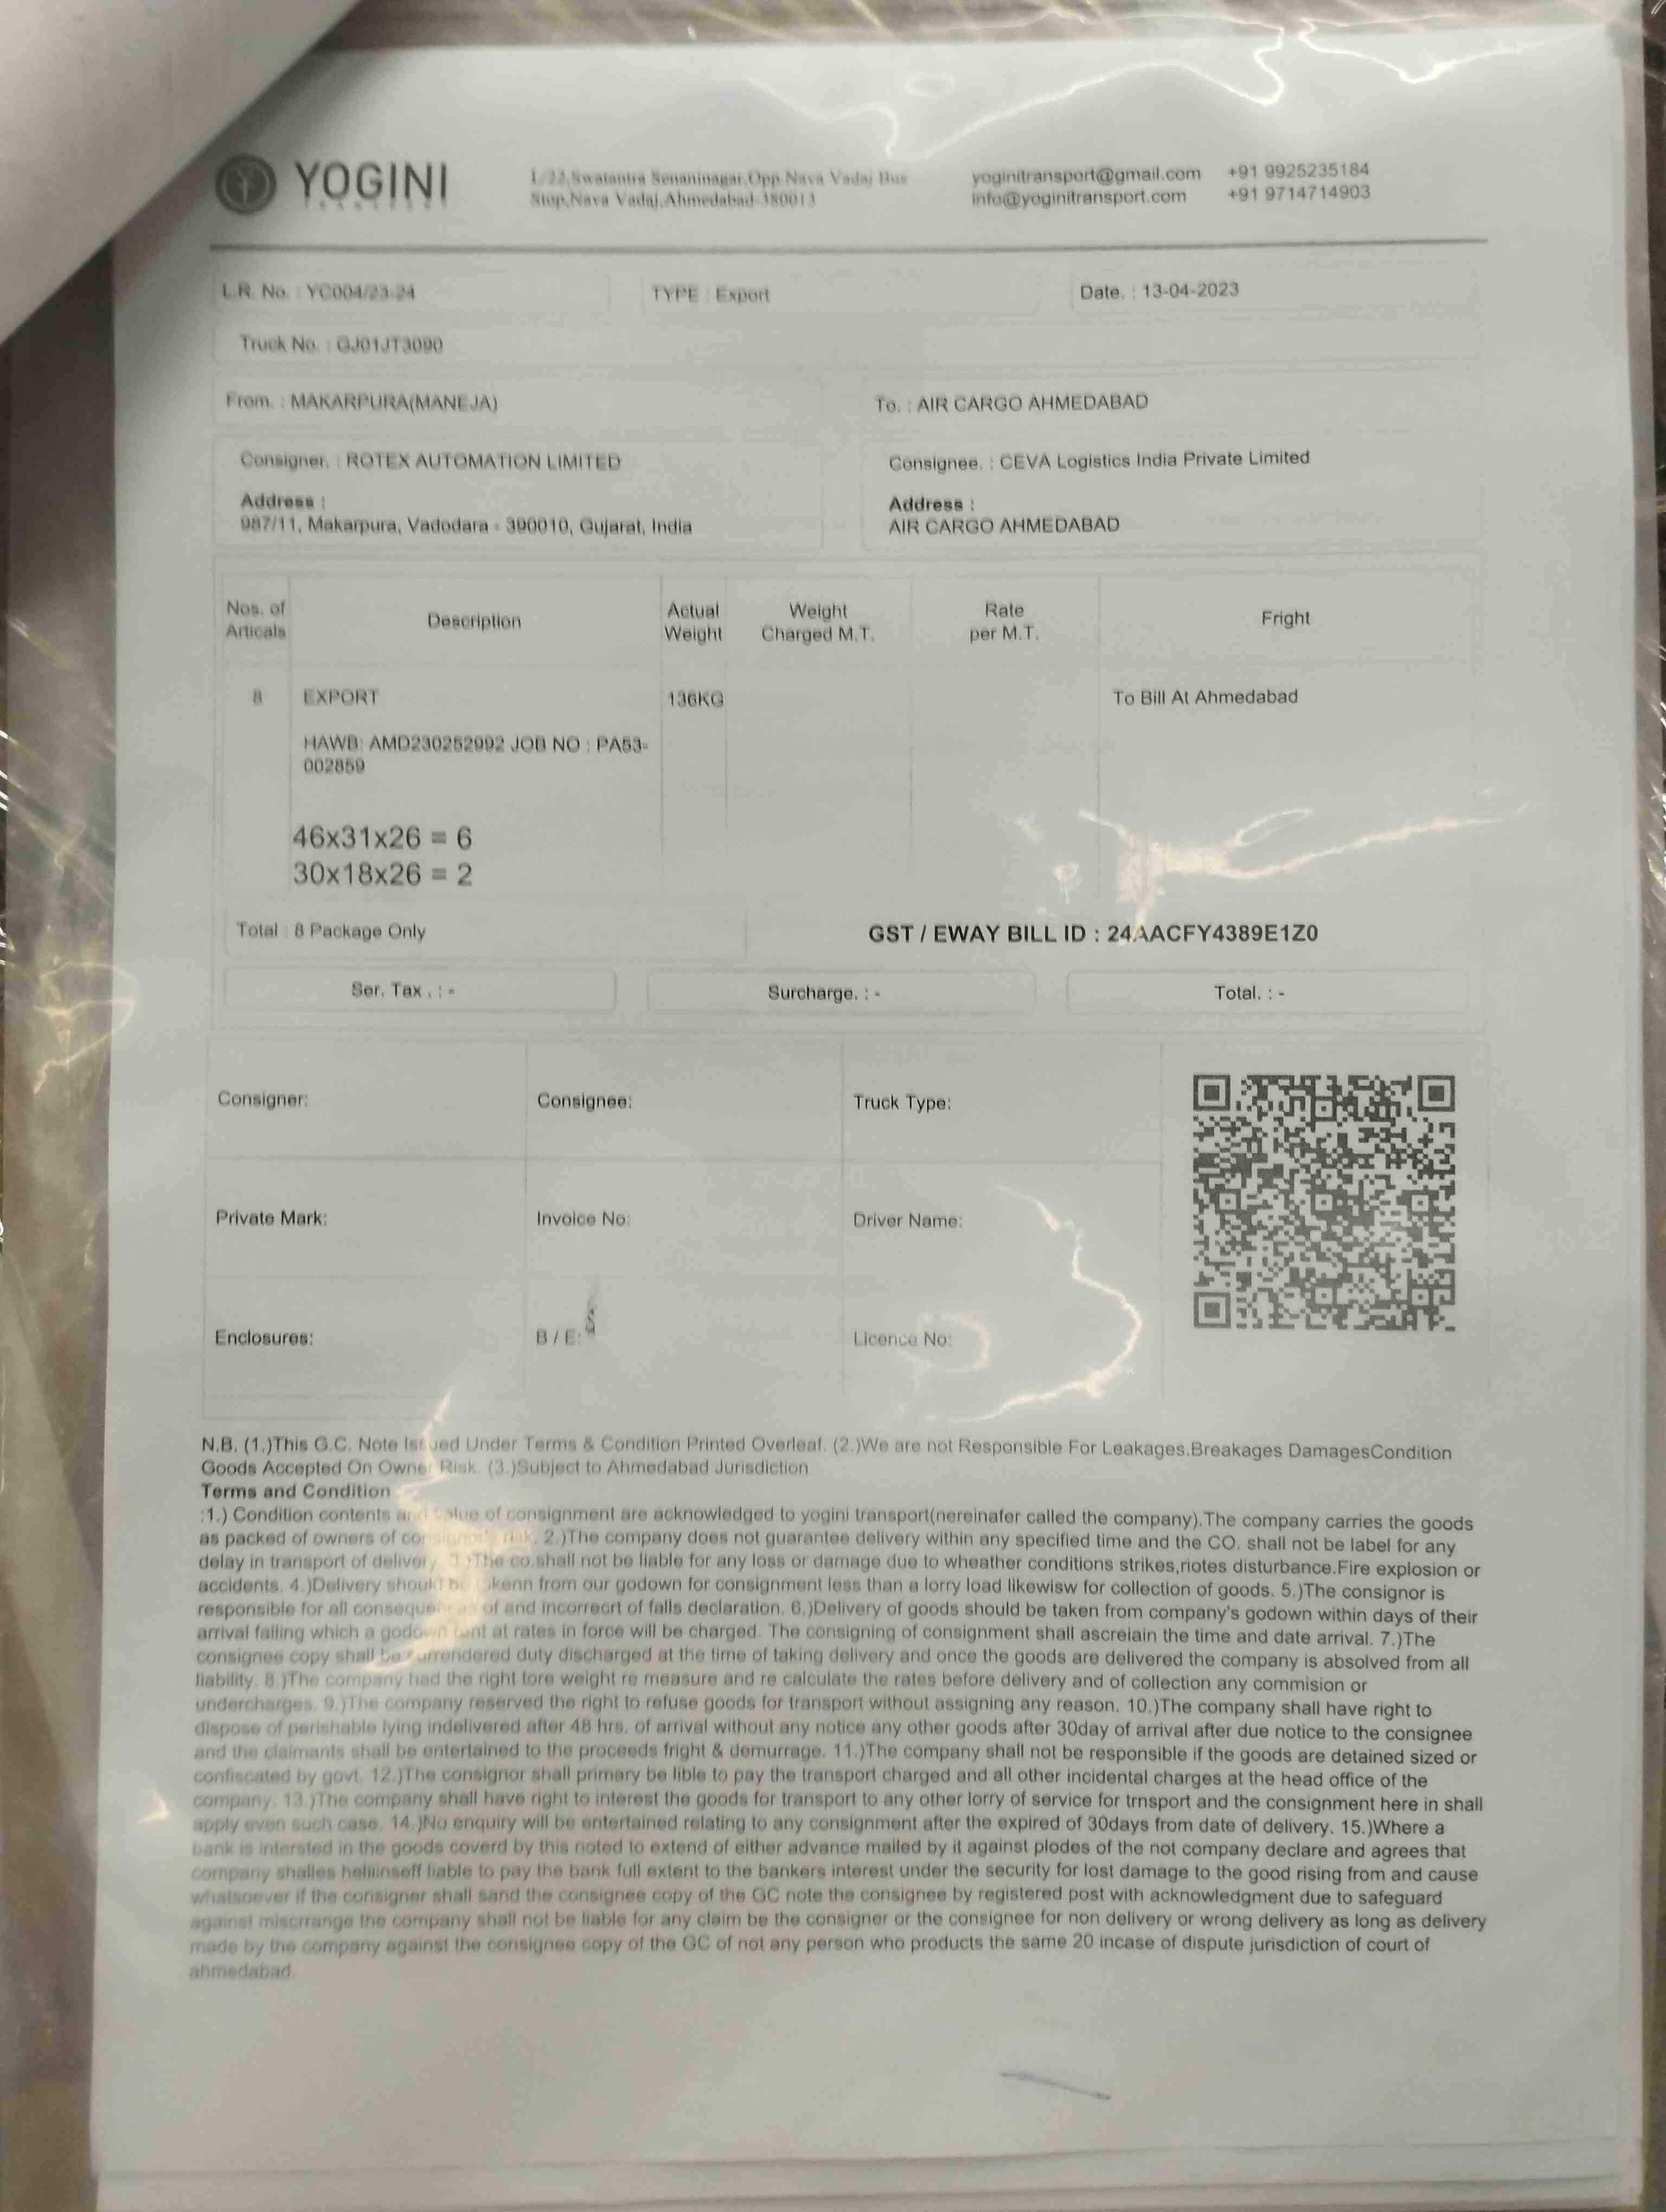 YOGINI
L-22,Swatantra Senaninagar,Opp.Nava Vadaj Bus
Stop,Nava Vadaj,Ahmedabad-380013
yoginitransport@gmail.com
info@yoginitransport.com
+91 9925235184
+91 9714714903
L.R. No. : YC004/23-24
TYPE : Export
Date. : 13-04-2023
Truck No. : GJ01JT3090
From. : MAKARPURA(MANEJA)
To. : AIR CARGO AHMEDABAD
Consigner. : ROTEX AUTOMATION LIMITED
Address :
987/11, Makarpura, Vadodara - 390010, Gujarat, India
Consignee. : CEVA Logistics India Private Limited
Address :
AIR CARGO AHMEDABAD
Nos. of
Articals
Description
Actual
Weight
Weight
Charged M.T.
Rate
per M.T.
Fright
8
EXPORT
136KG
To Bill At Ahmedabad
HAWB: AMD230252992 JOB NO : PA53-
002859
46x31x26 = 6
30x18x26 = 2
Total : 8 Package Only
GST / EWAY BILL ID : 24AACFY4389E1Z0
Ser. Tax . : -
Surcharge. : -
Total. : -
Consigner:
Consignee:
Truck Type:
Private Mark:
Invoice No:
Driver Name:
Enclosures:
B / E:
Licence No:
N.B. (1.)This G.C. Note Issued Under Terms & Condition Printed Overleaf. (2.)We are not Responsible For Leakages.Breakages DamagesCondition
Goods Accepted On Owner Risk. (3.)Subject to Ahmedabad Jurisdiction
Terms and Condition
:1.) Condition contents and value of consignment are acknowledged to yogini transport(nereinafer called the company).The company carries the goods
as packed of owners of consignor's risk. 2.)The company does not guarantee delivery within any specified time and the CO. shall not be label for any
delay in transport of delivery. 3.)The co.shall not be liable for any loss or damage due to wheather conditions strikes,riotes disturbance.Fire explosion or
accidents. 4.)Delivery should be takenn from our godown for consignment less than a lorry load likewisw for collection of goods. 5.)The consignor is
responsible for all consequences of and incorreort of falls declaration. 6.)Delivery of goods should be taken from company's godown within days of their
arrival failing which a godown rent at rates in force will be charged. The consigning of consignment shall ascrelain the time and date arrival. 7.)The
consignee copy shall be surrendered duty discharged at the time of taking delivery and once the goods are delivered the company is absolved from all
liability. 8.)The company had the right tore weight re measure and re calculate the rates before delivery and of collection any commision or
undercharges. 9.)The company reserved the right to refuse goods for transport without assigning any reason. 10.)The company shall have right to
dispose of perishable lying indelivered after 48 hrs. of arrival without any notice any other goods after 30day of arrival after due notice to the consignee
and the claimants shall be entertained to the proceeds fright & demurrage. 11.)The company shall not be responsible if the goods are detained sized or
confiscated by govt. 12.)The consignor shall primary be lible to pay the transport charged and all other incidental charges at the head office of the
company. 13.)The company shall have right to interest the goods for transport to any other lorry of service for trnsport and the consignment here in shall
apply even such case. 14.)No enquiry will be entertained relating to any consignment after the expired of 30days from date of delivery. 15.)Where a
bank is intersted in the goods coverd by this noted to extend of either advance mailed by it against plodes of the not company declare and agrees that
company shalles heliiinseff liable to pay the bank full extent to the bankers interest under the security for lost damage to the good rising from and cause
whatsoever if the consigner shall sand the consignee copy of the GC note the consignee by registered post with acknowledgment due to safeguard
against miscrrange the company shall not be liable for any claim be the consigner or the consignee for non delivery or wrong delivery as long as delivery
made by the company against the consignee copy of the GC of not any person who products the same 20 incase of dispute jurisdiction of court of
ahmedabad.